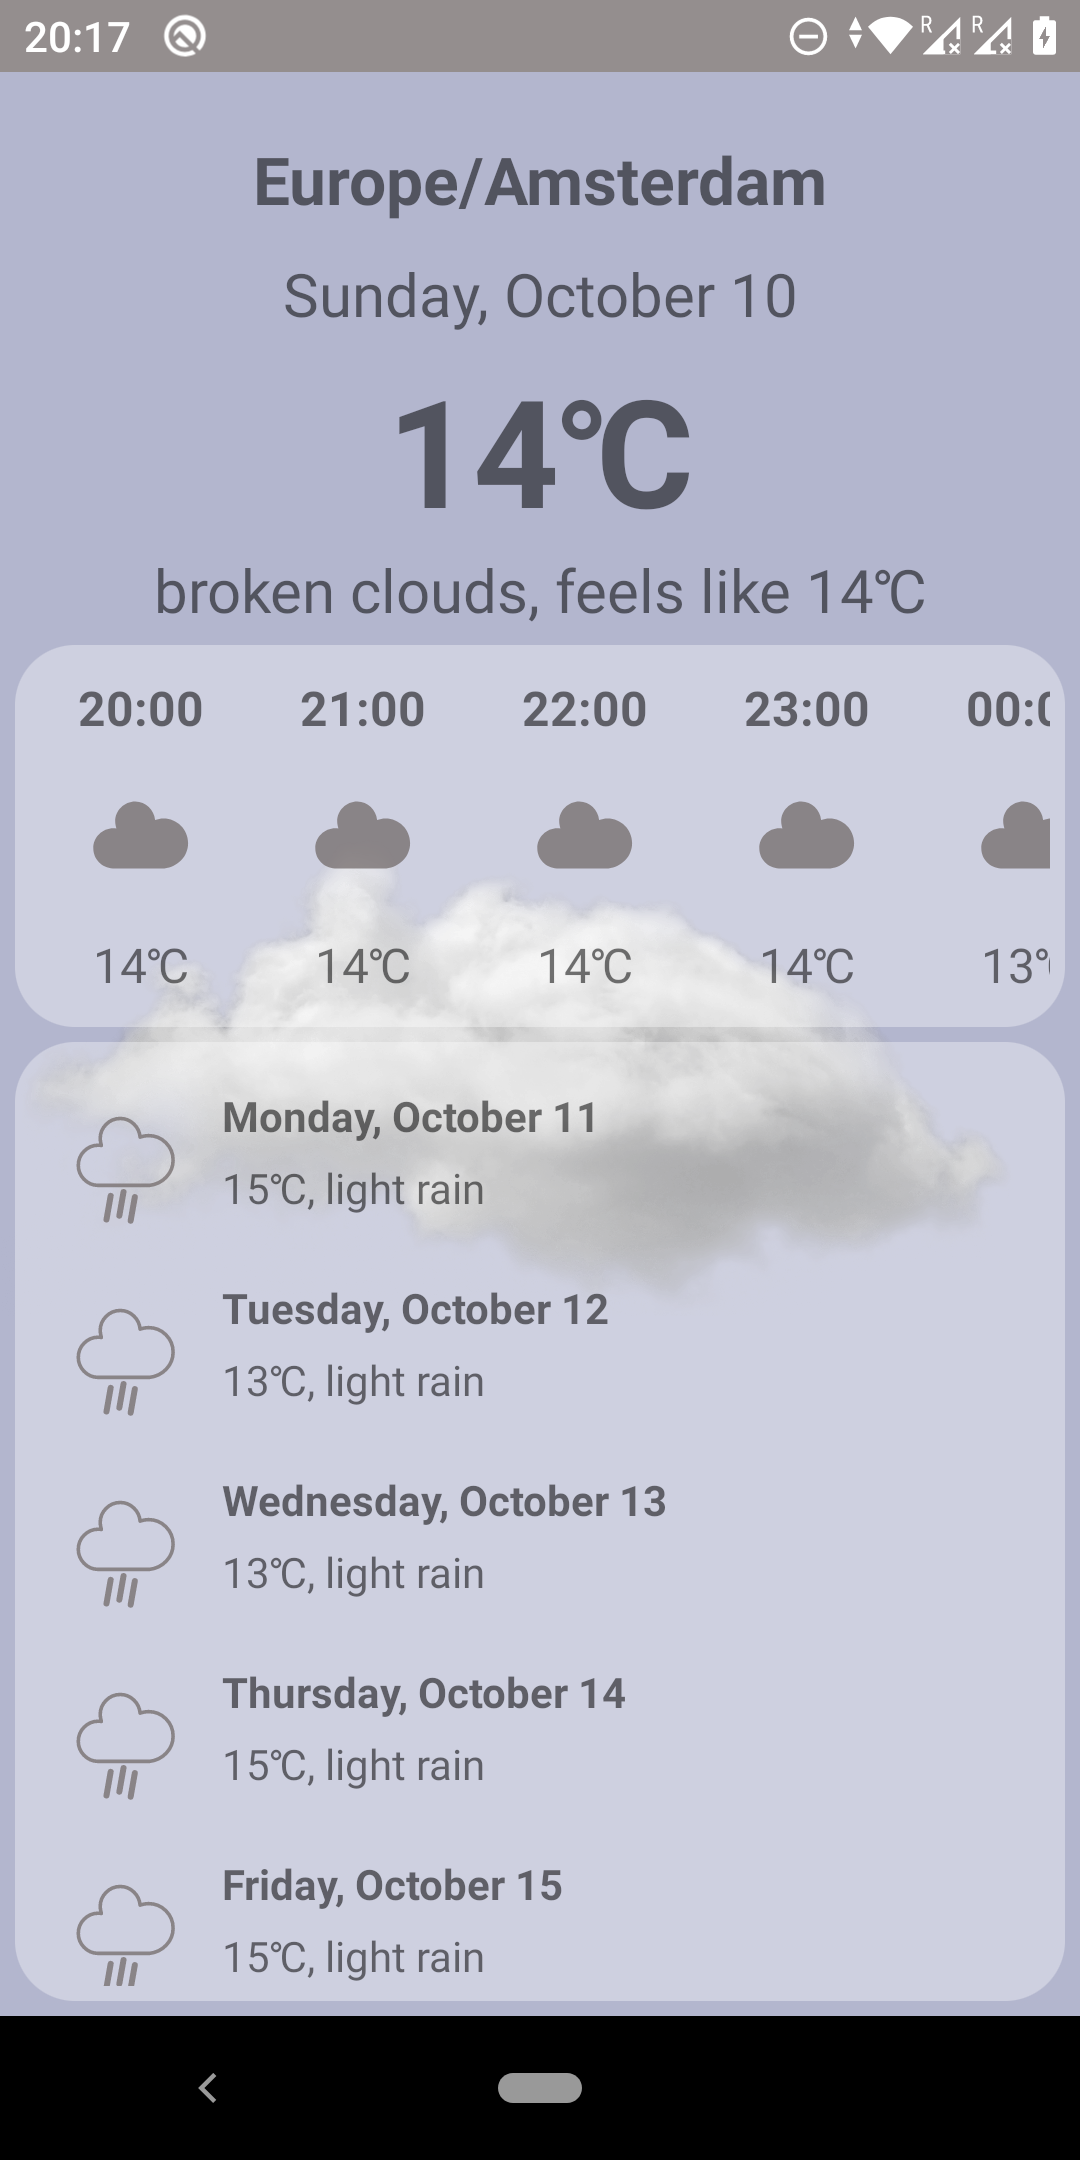 20:17 R R
Europe/Amsterdam
Sunday, October 10
14℃
broken clouds, feels like 14℃
20:00 21:00 22:00 23:00 00:0
14℃ 14℃ 14℃ 14℃ 13°
Monday, October 11
15℃, light rain
Tuesday, October 12
13℃, light rain
Wednesday, October 13
13℃, light rain
Thursday, October 14
15℃, light rain
Friday, October 15
15℃, light rain